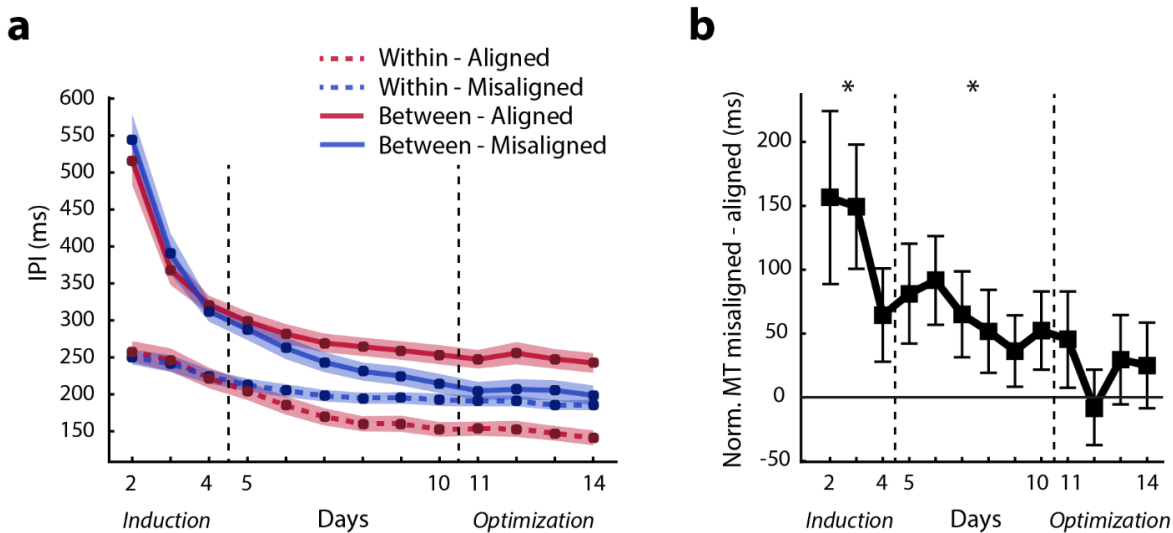 a
Within - Aligned
Within - Misaligned
Between - Aligned
Between - Misaligned
IPI (ms)
600
550
500
450
400
350
300
250
200
150
2 4 5 10 11 14
Induction Days Optimization
b
* *
Norm. MT misaligned - aligned (ms)
200
150
100
50
0
-50
2 4 5 10 11 14
Induction Days Optimization